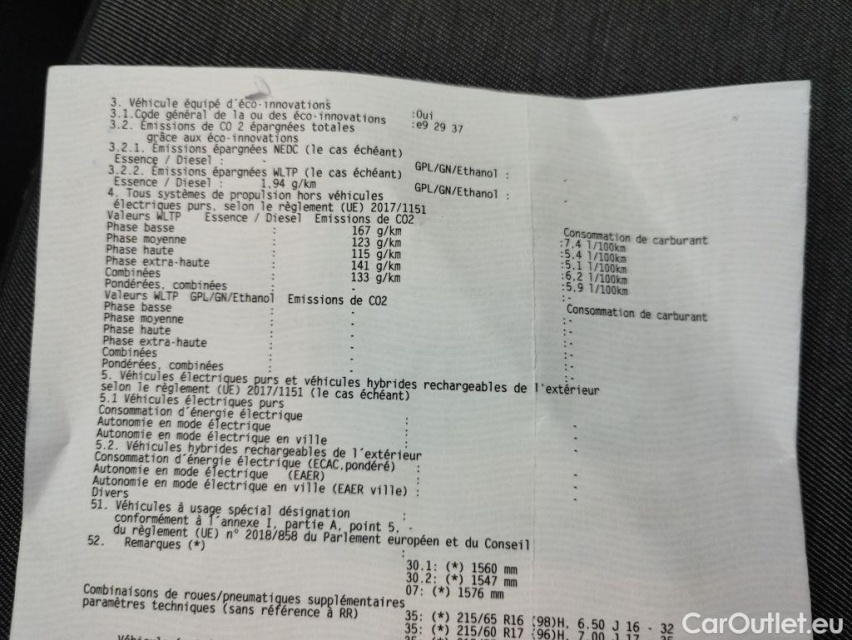 3. Véhicule équipé d'éco-innovations :Oui
3.1.Code général de la ou des éco-innovations :e9 29 37
3.2. Émissions de CO 2 épargnées totales
grâce aux éco-innovations
3.2.1. Émissions épargnées NEDC (le cas échéant)
Essence / Diesel : - GPL/GN/Ethanol : -
3.2.2. Émissions épargnées WLTP (le cas échéant)
Essence / Diesel : 1,94 g/km GPL/GN/Ethanol : -
4. Tous systèmes de propulsion hors véhicules
électriques purs, selon le règlement (UE) 2017/1151
Valeurs WLTP Essence / Diesel Emissions de CO2 Consommation de carburant
Phase basse : 167 g/km :7,4 l/100km
Phase moyenne : 123 g/km :5,4 l/100km
Phase haute : 115 g/km :5,1 l/100km
Phase extra-haute : 141 g/km :6,2 l/100km
Combinées : 133 g/km :5,9 l/100km
Pondérées, combinées : - :-
Valeurs WLTP GPL/GN/Ethanol Emissions de CO2 Consommation de carburant
Phase basse : - :-
Phase moyenne : - :-
Phase haute : - :-
Phase extra-haute : - :-
Combinées : - :-
Pondérées, combinées : - :-
5. Véhicules électriques purs et véhicules hybrides rechargeables de l'extérieur
selon le règlement (UE) 2017/1151 (le cas échéant)
5.1 Véhicules électriques purs
Consommation d'énergie électrique : -
Autonomie en mode électrique : -
Autonomie en mode électrique en ville : -
5.2. Véhicules hybrides rechargeables de l'extérieur
Consommation d'énergie électrique (ECAC,pondéré) : -
Autonomie en mode électrique (EAER) : -
Autonomie en mode électrique en ville (EAER ville) : -
Divers
51. Véhicules à usage spécial désignation
conformément à l'annexe I, partie A, point 5, : -
du règlement (UE) n° 2018/858 du Parlement européen et du Conseil
52. Remarques (*) :
30.1: (*) 1560 mm
30.2: (*) 1547 mm
07: (*) 1576 mm
Combinaisons de roues/pneumatiques supplémentaires
paramètres techniques (sans référence à RR)
35: (*) 215/65 R16 (98)H, 6.50 J 16 - 32
35: (*) 215/60 R17 (96)H, 7.00 J 17
CarOutlet.eu